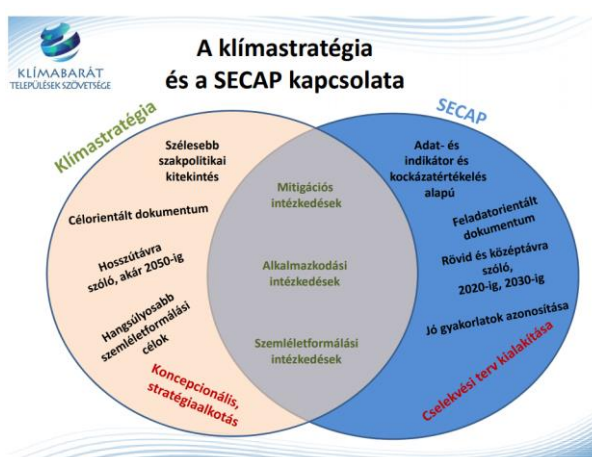 KLÍMABARÁT
TELEPÜLÉSEK SZÖVETSÉGE
A klímastratégia
és a SECAP kapcsolata
Klímastratégia
Szélesebb
szakpolitikai
kitekintés
Célorientált dokumentum
Hosszútávra
szóló, akár 2050-ig
Hangsúlyosabb
szemléletformálási
célok
Koncepcionális,
stratégiaalkotás
Mitigációs
intézkedések
Alkalmazkodási
intézkedések
Szemléletformálási
intézkedések
SECAP
Adat- és
indikátor és
kockázatértékelés
alapú
Feladatorientált
dokumentum
Rövid és középtávra
szóló,
2020-ig, 2030-ig
Jó gyakorlatok azonosítása
Cselekvési terv kialakítása